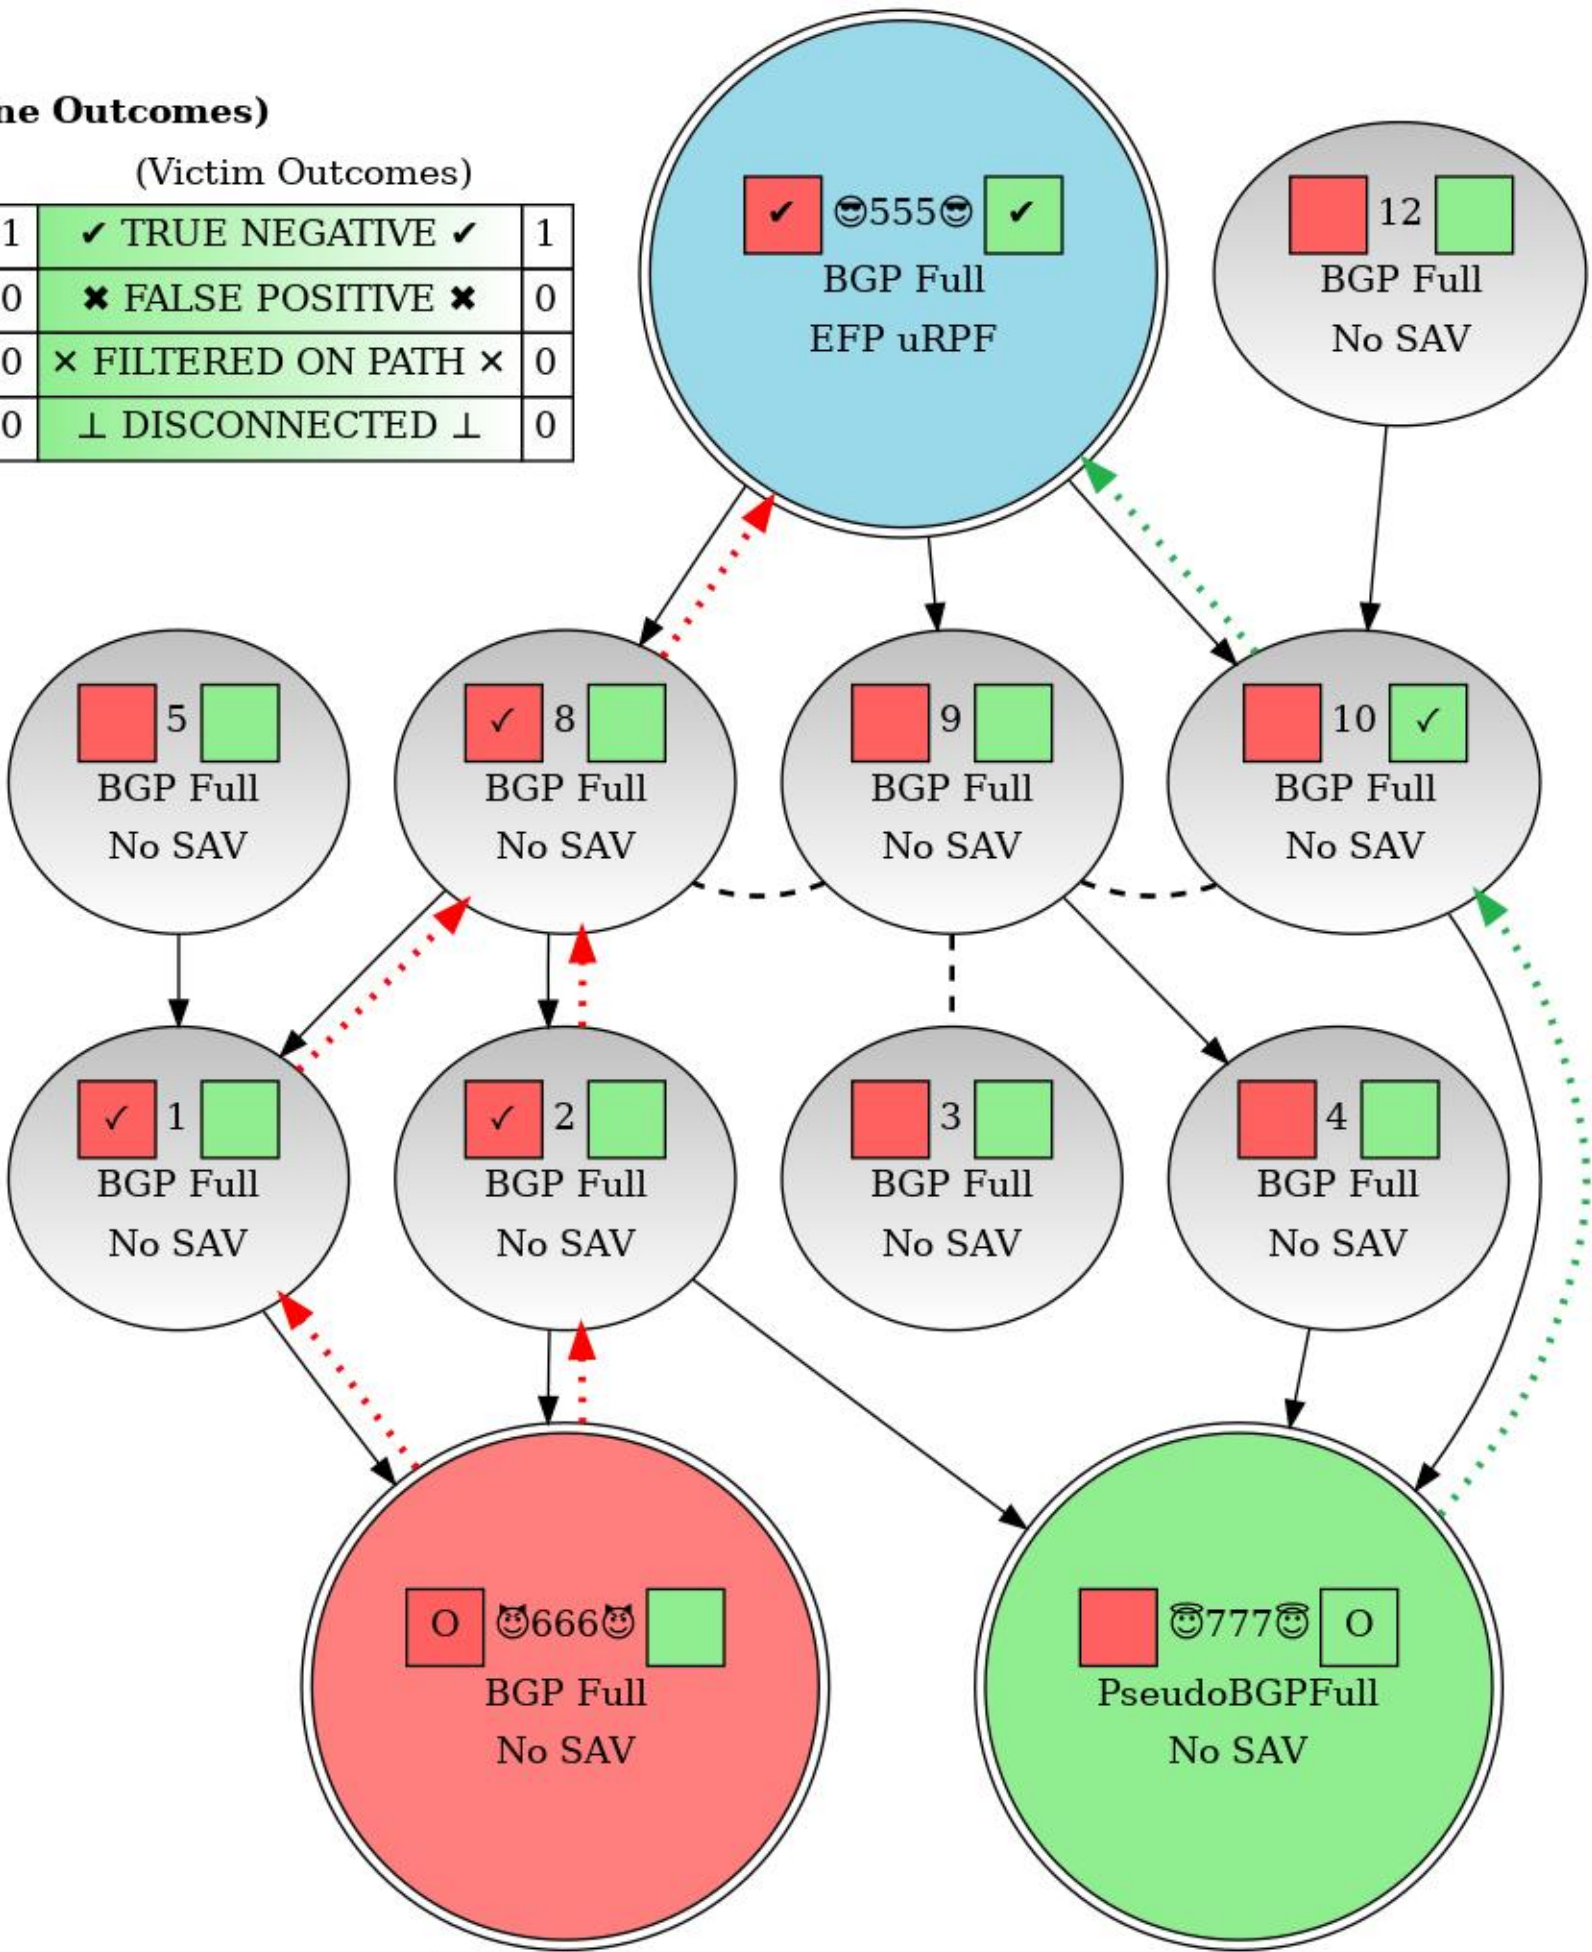 ne Outcomes)
(Victim Outcomes)
1 ✔ TRUE NEGATIVE ✔ 1
0 ✖ FALSE POSITIVE ✖ 0
0 ✕ FILTERED ON PATH ✕ 0
0 ⊥ DISCONNECTED ⊥ 0
✔ 😎555😎 ✔
BGP Full
EFP uRPF
12
BGP Full
No SAV
5
BGP Full
No SAV
✓ 8
BGP Full
No SAV
9
BGP Full
No SAV
10 ✓
BGP Full
No SAV
✓ 1
BGP Full
No SAV
✓ 2
BGP Full
No SAV
3
BGP Full
No SAV
4
BGP Full
No SAV
O 😈666😈
BGP Full
No SAV
😇777😇 O
PseudoBGPFull
No SAV